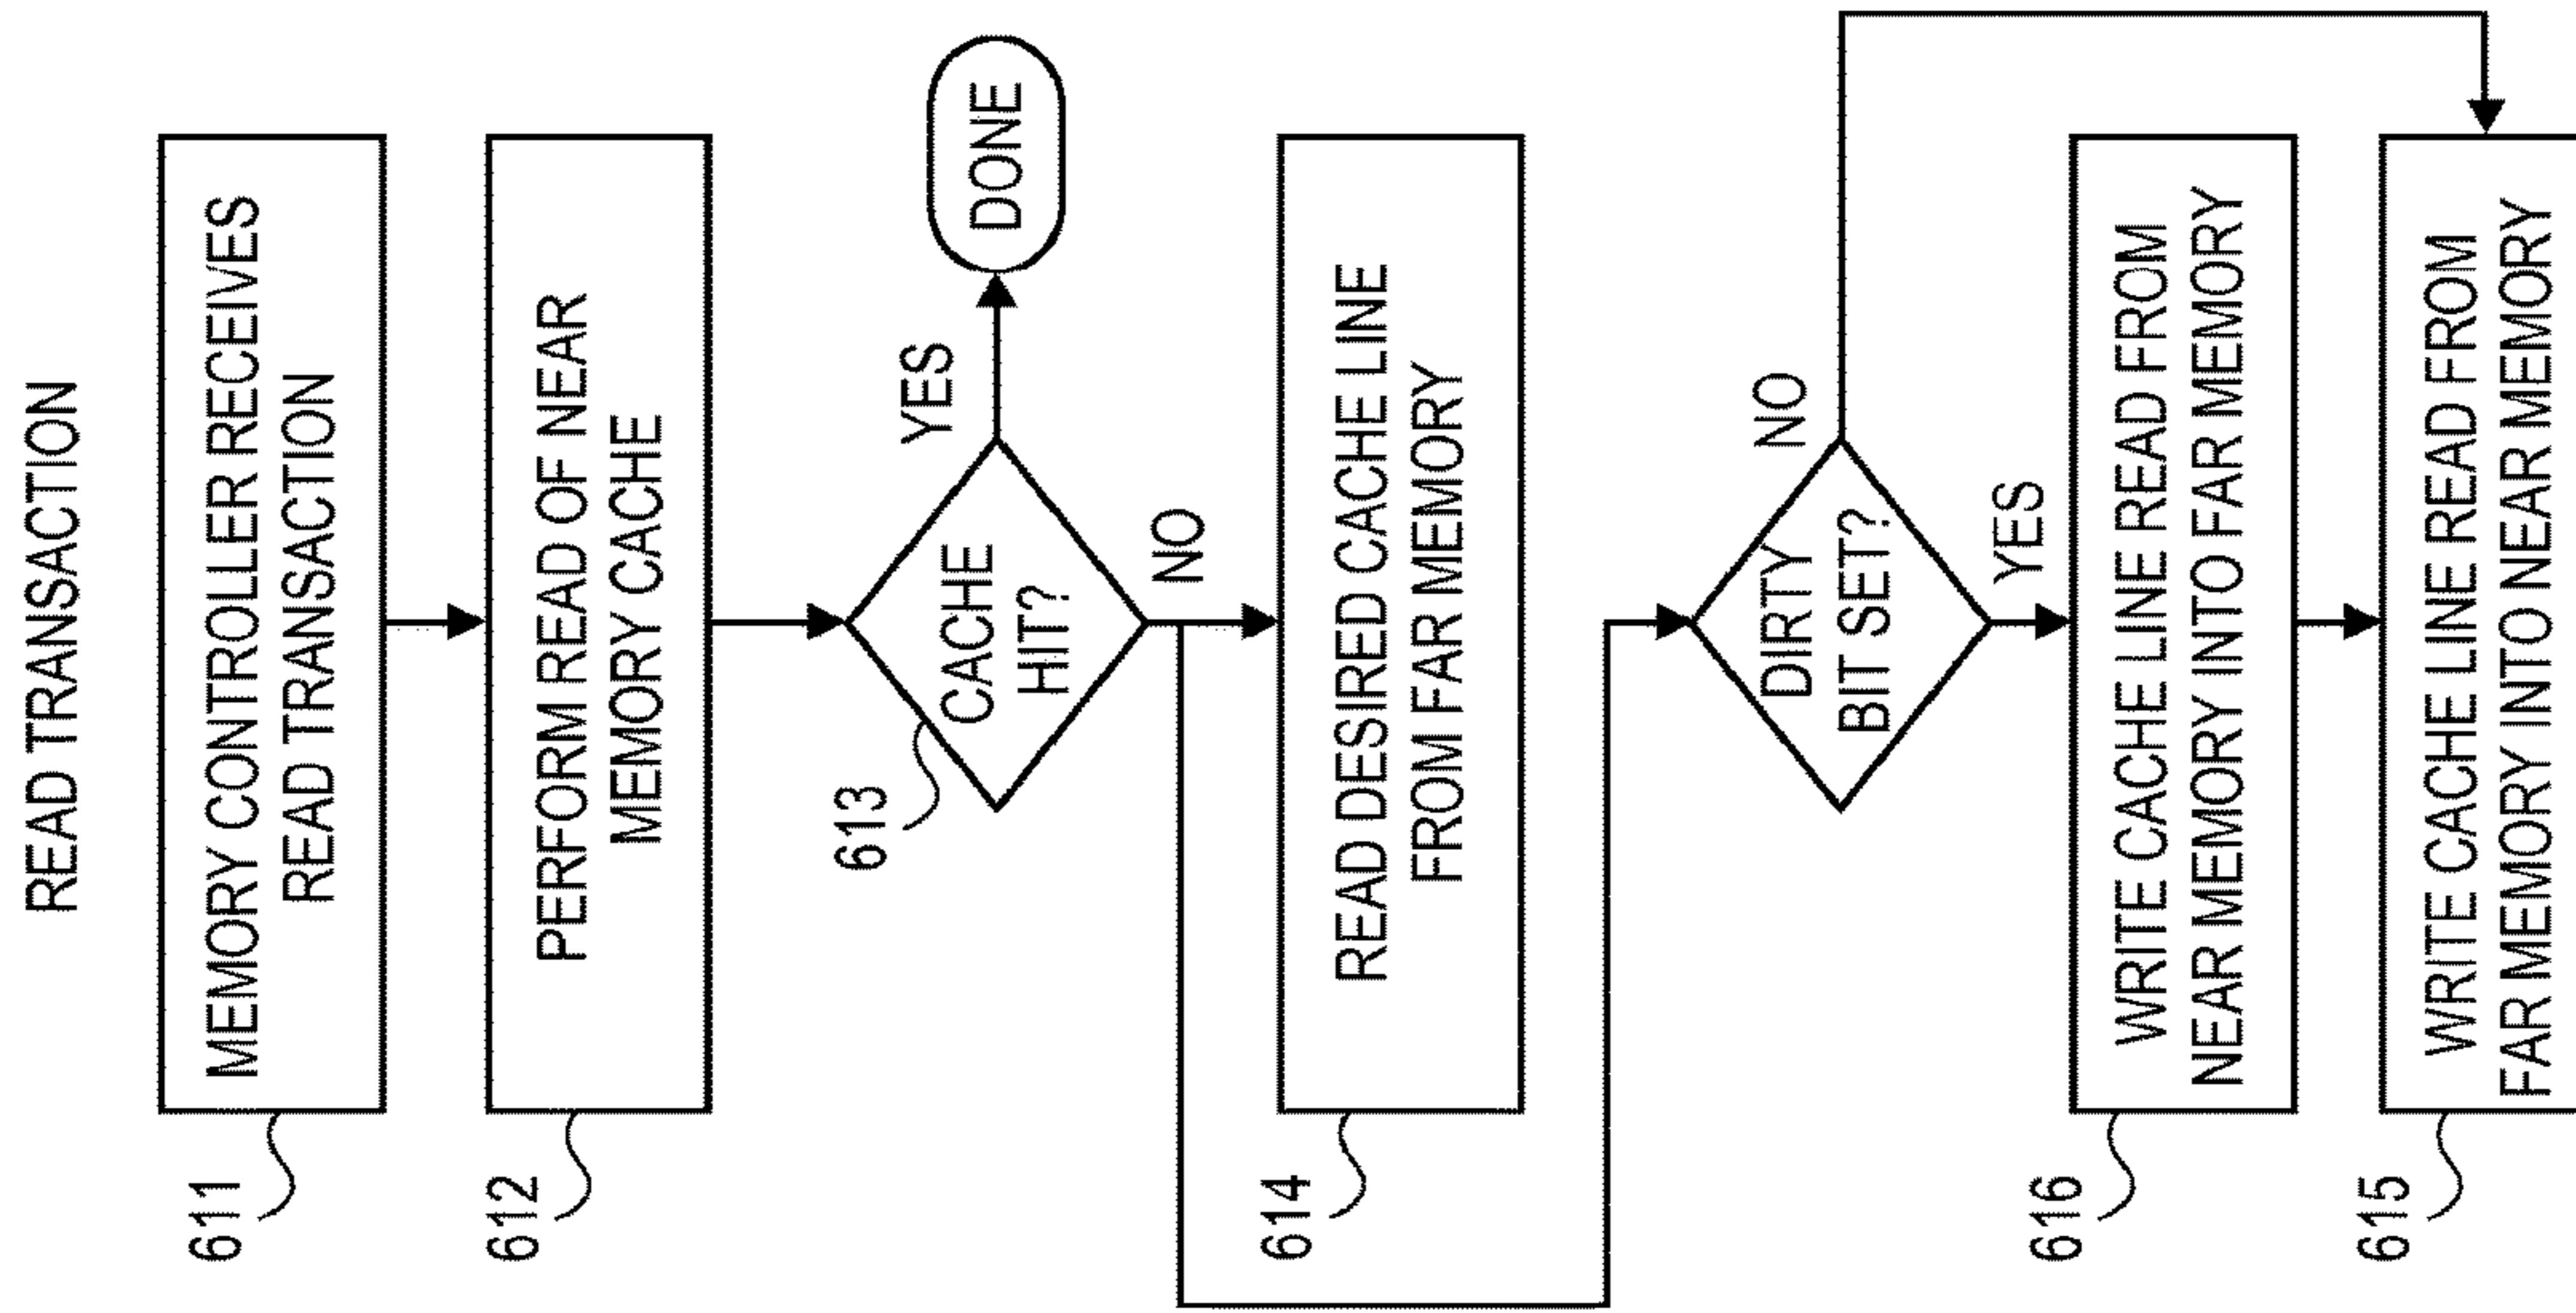 READ TRANSACTION
611
MEMORY CONTROLLER RECEIVES
READ TRANSACTION
612
PERFORM READ OF NEAR
MEMORY CACHE
613
CACHE
HIT?
YES
DONE
NO
614
READ DESIRED CACHE LINE
FROM FAR MEMORY
DIRTY
BIT SET?
NO
YES
616
WRITE CACHE LINE READ FROM
NEAR MEMORY INTO FAR MEMORY
615
WRITE CACHE LINE READ FROM
FAR MEMORY INTO NEAR MEMORY